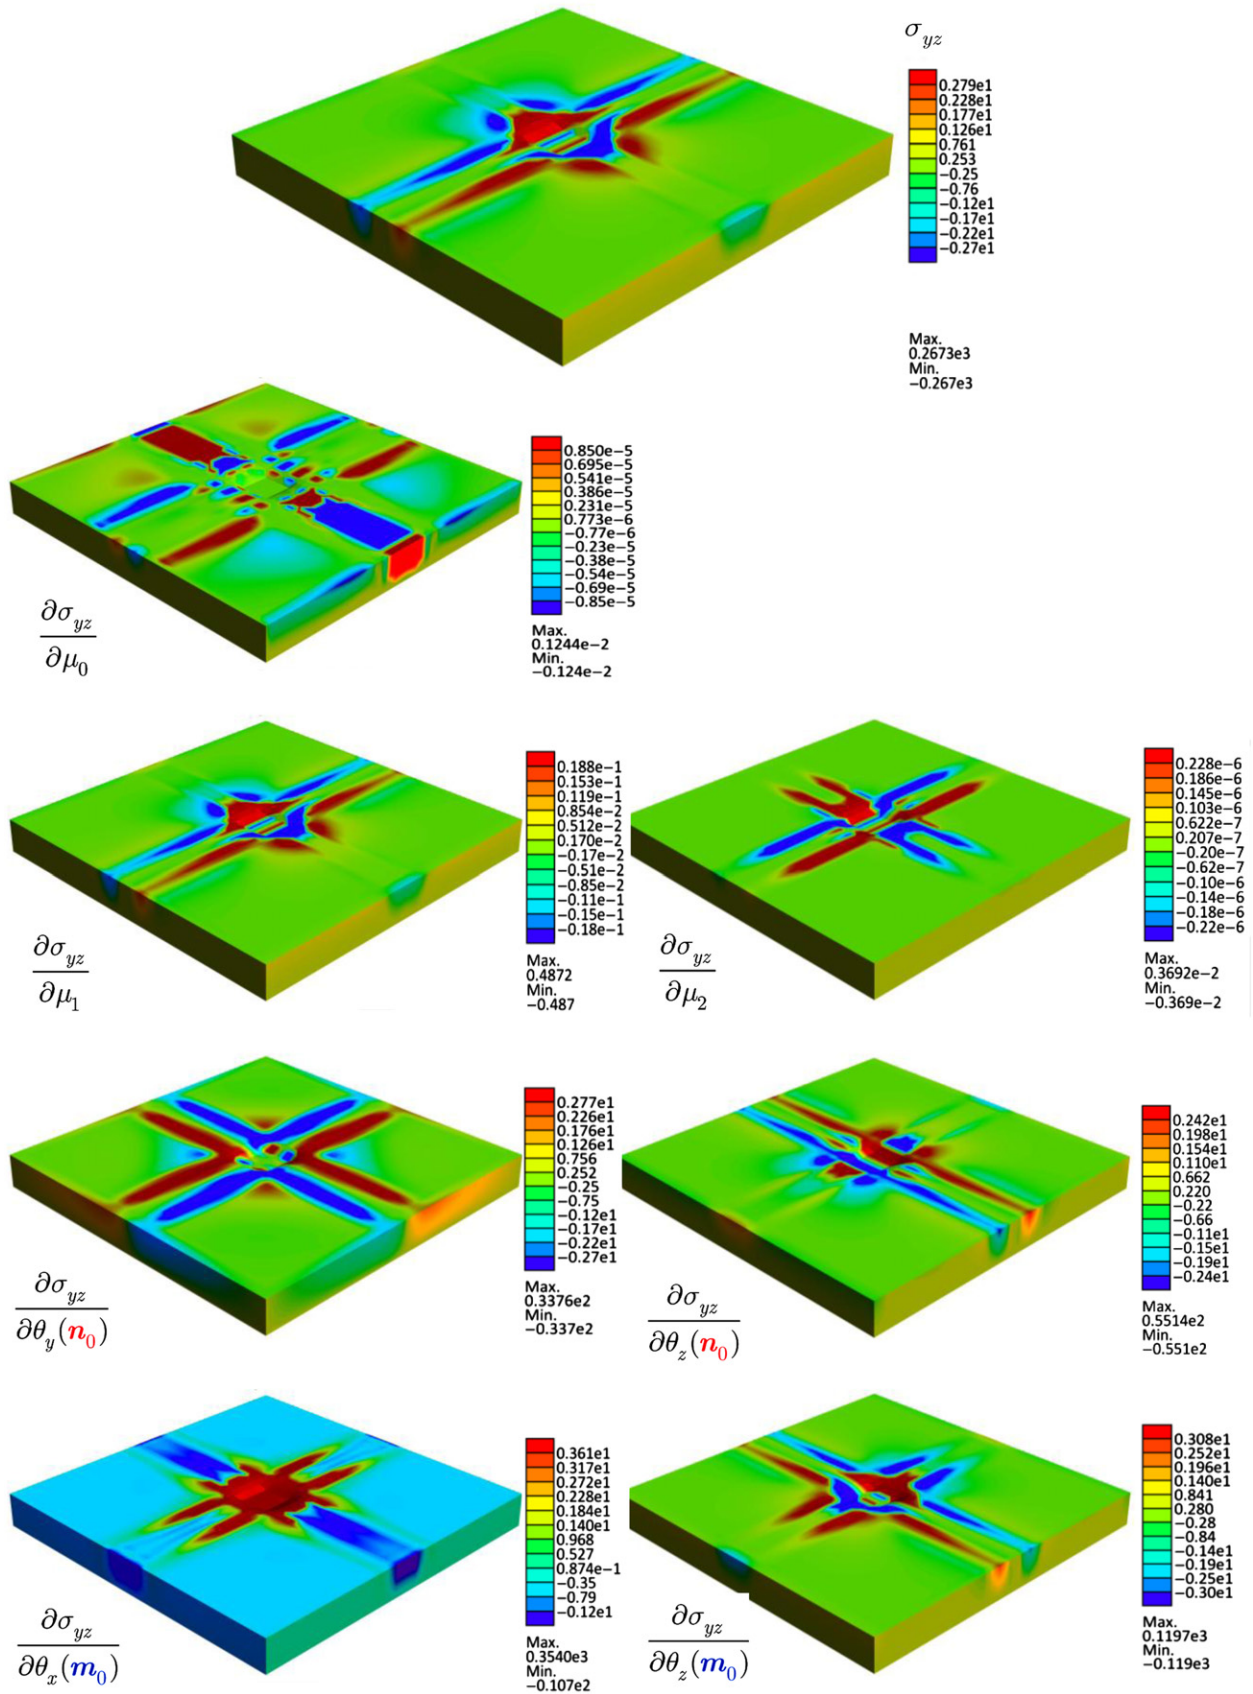 σyz
0.279e1
0.228e1
0.177e1
0.126e1
0.761
0.253
−0.25
−0.76
−0.12e1
−0.17e1
−0.22e1
−0.27e1
Max.
0.2673e3
Min.
−0.267e3
0.850e−5
0.695e−5
0.541e−5
0.386e−5
0.231e−5
0.773e−6
−0.77e−6
−0.23e−5
−0.38e−5
−0.54e−5
−0.69e−5
−0.85e−5
Max.
0.1244e−2
Min.
−0.124e−2
∂σyz
∂μ0
0.188e−1
0.153e−1
0.119e−1
0.854e−2
0.512e−2
0.170e−2
−0.17e−2
−0.51e−2
−0.85e−2
−0.11e−1
−0.15e−1
−0.18e−1
Max.
0.4872
Min.
−0.487
∂σyz
∂μ1
0.228e−6
0.186e−6
0.145e−6
0.103e−6
0.622e−7
0.207e−7
−0.20e−7
−0.62e−7
−0.10e−6
−0.14e−6
−0.18e−6
−0.22e−6
Max.
0.3692e−2
Min.
−0.369e−2
∂σyz
∂μ2
0.277e1
0.226e1
0.176e1
0.126e1
0.756
0.252
−0.25
−0.75
−0.12e1
−0.17e1
−0.22e1
−0.27e1
Max.
0.3376e2
Min.
−0.337e2
∂σyz
∂θy(n0)
0.242e1
0.198e1
0.154e1
0.110e1
0.662
0.220
−0.22
−0.66
−0.11e1
−0.15e1
−0.19e1
−0.24e1
Max.
0.5514e2
Min.
−0.551e2
∂σyz
∂θz(n0)
0.361e1
0.317e1
0.272e1
0.228e1
0.184e1
0.140e1
0.968
0.527
0.874e−1
−0.35
−0.79
−0.12e1
Max.
0.3540e3
Min.
−0.107e2
∂σyz
∂θx(m0)
0.308e1
0.252e1
0.196e1
0.140e1
0.841
0.280
−0.28
−0.84
−0.14e1
−0.19e1
−0.25e1
−0.30e1
Max.
0.1197e3
Min.
−0.119e3
∂σyz
∂θz(m0)